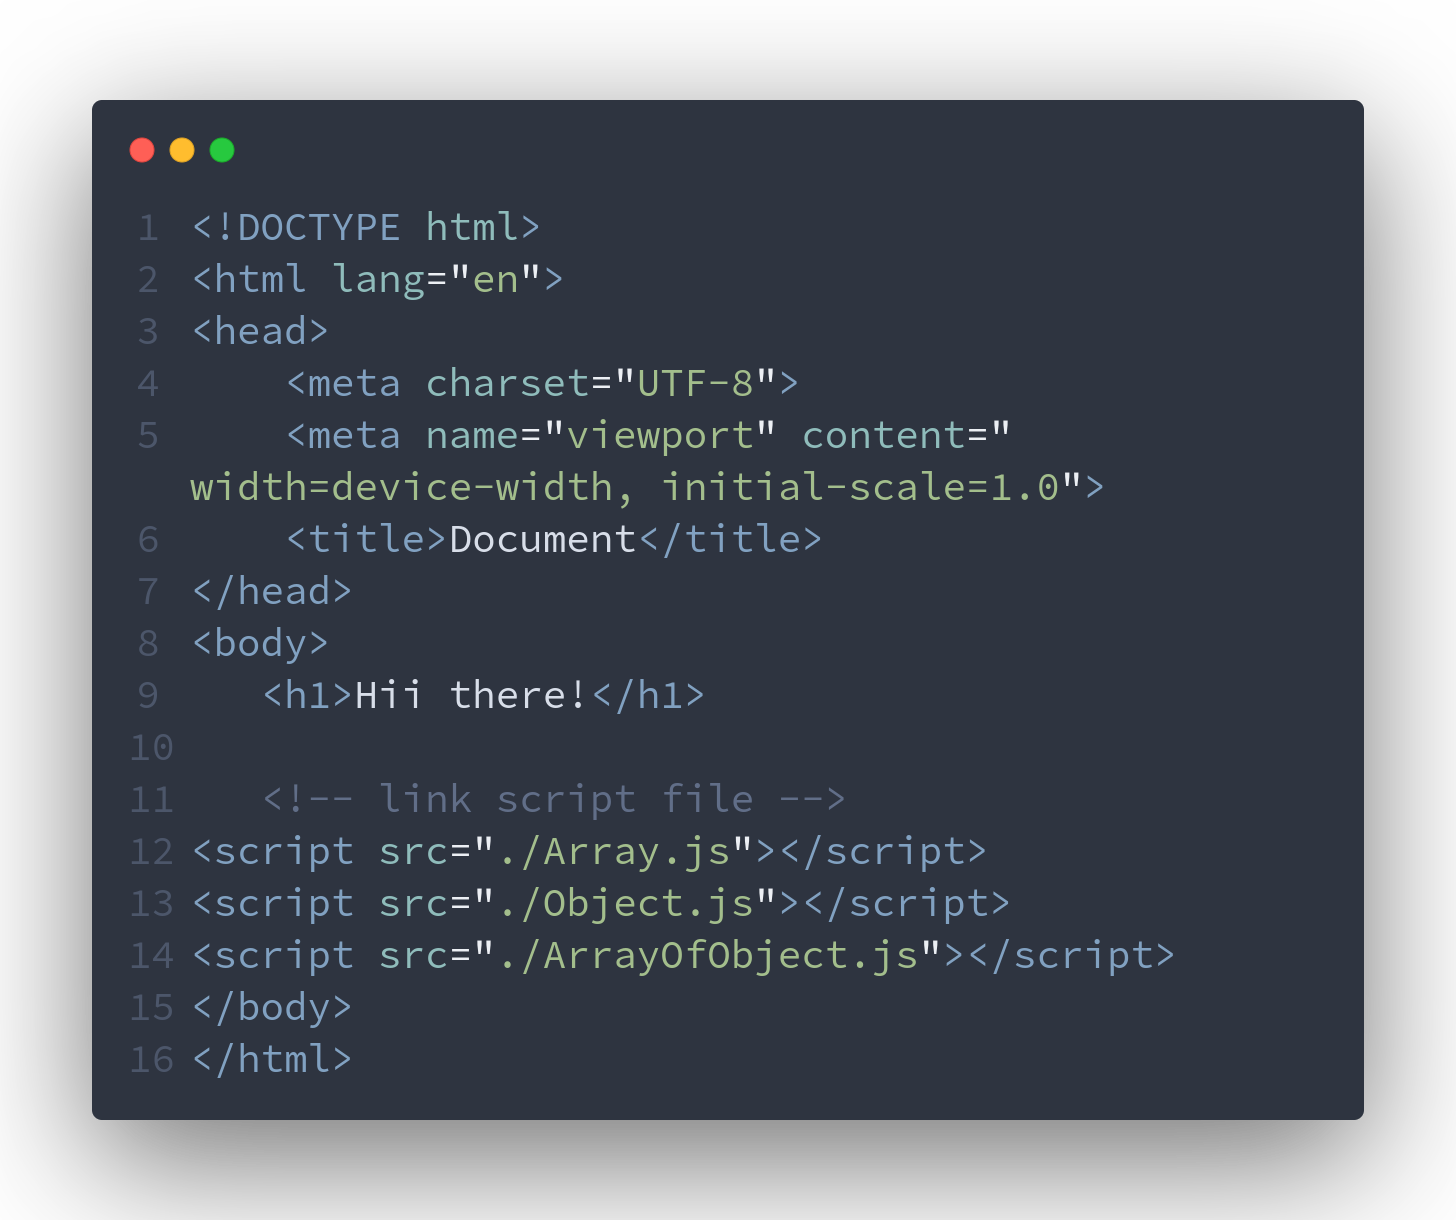 1 <!DOCTYPE html>
2 <html lang="en">
3 <head>
4     <meta charset="UTF-8">
5     <meta name="viewport" content="
width=device-width, initial-scale=1.0">
6     <title>Document</title>
7 </head>
8 <body>
9    <h1>Hii there!</h1>
10
11    <!-- link script file -->
12 <script src="./Array.js"></script>
13 <script src="./Object.js"></script>
14 <script src="./ArrayOfObject.js"></script>
15 </body>
16 </html>